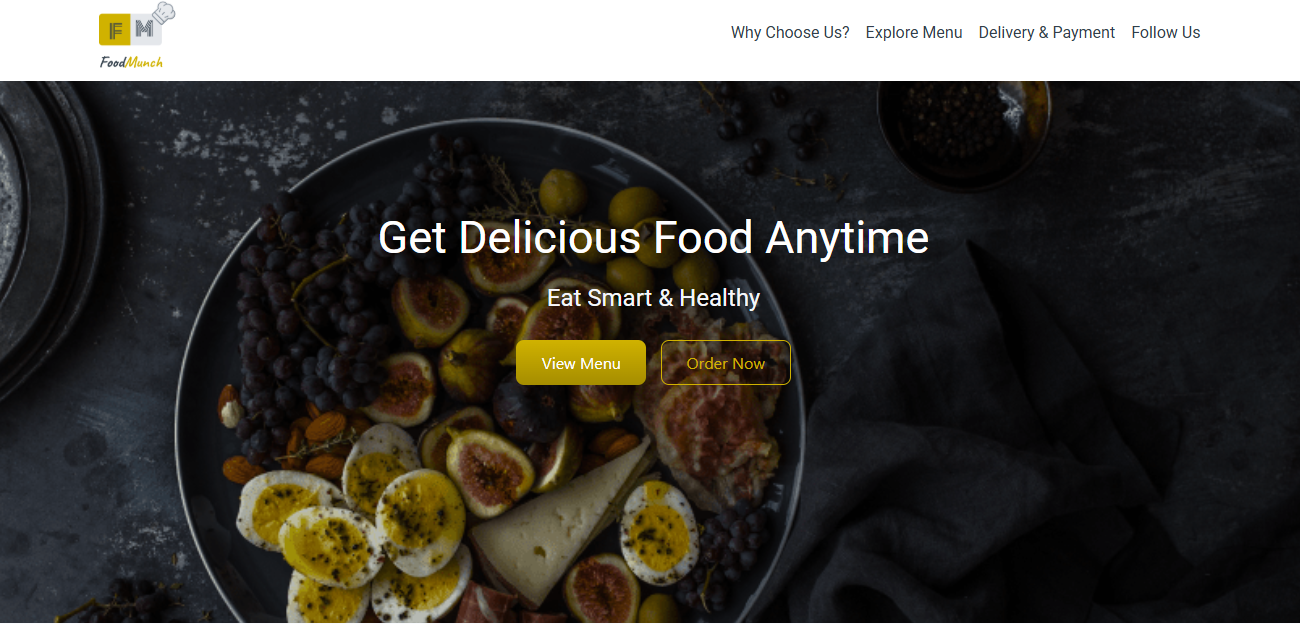 FM
FoodMunch
Why Choose Us? Explore Menu Delivery & Payment Follow Us
Get Delicious Food Anytime
Eat Smart & Healthy
View Menu Order Now